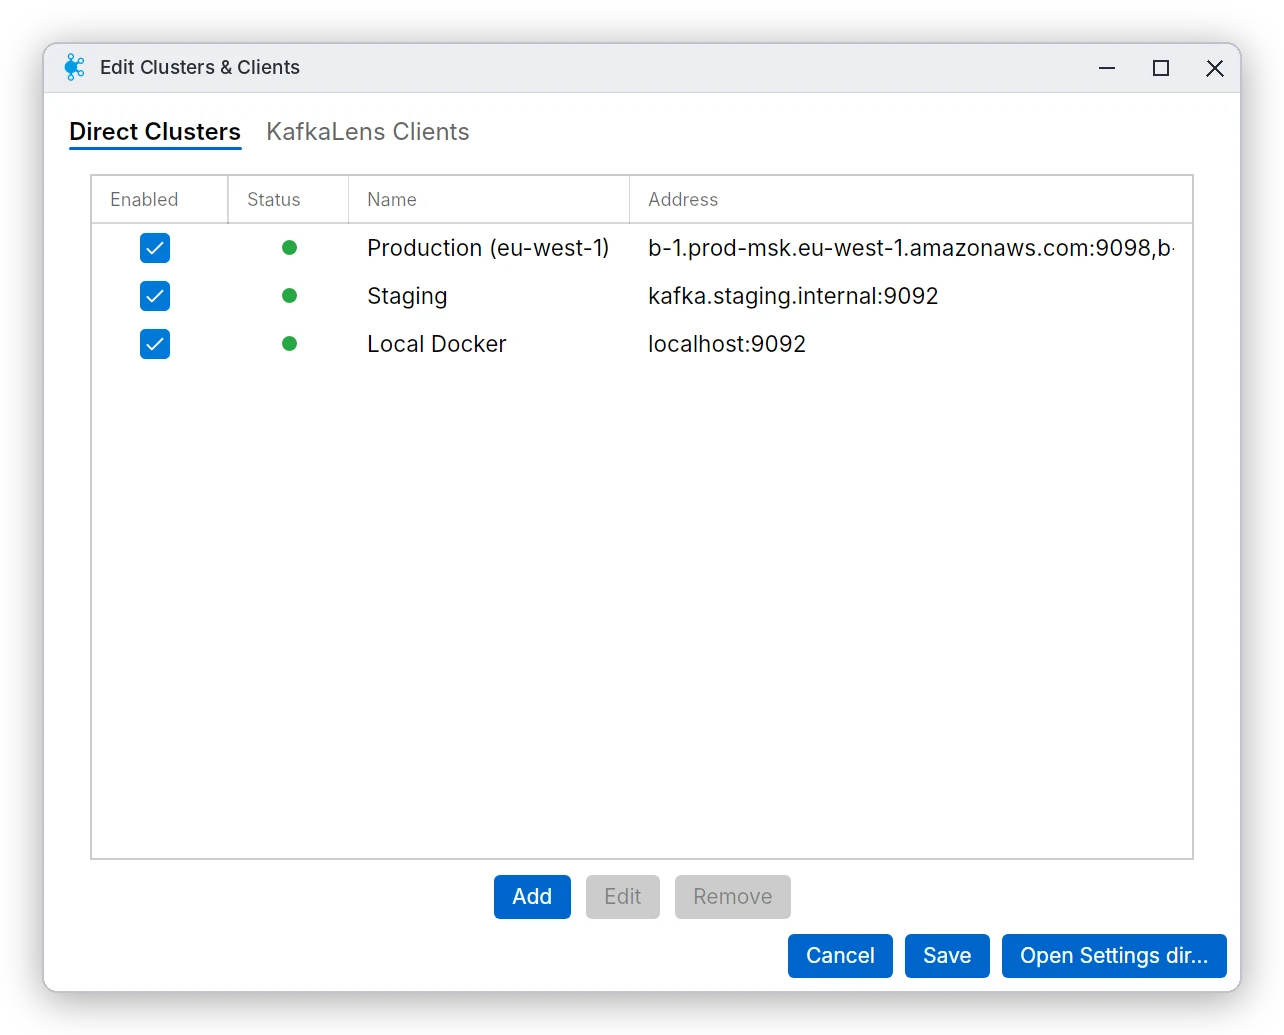 Edit Clusters & Clients
Direct Clusters KafkaLens Clients
Enabled Status Name Address
Production (eu-west-1) b-1.prod-msk.eu-west-1.amazonaws.com:9098,b-
Staging kafka.staging.internal:9092
Local Docker localhost:9092
Add Edit Remove
Cancel Save Open Settings dir...